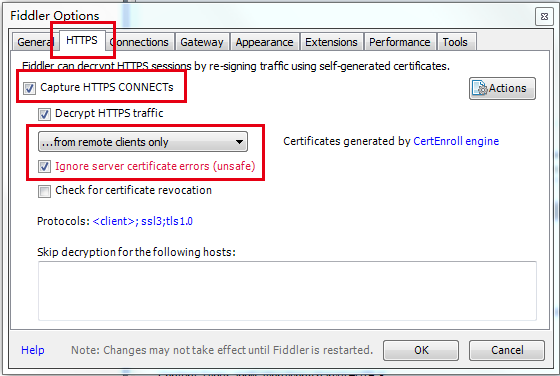 Fiddler Options
General HTTPS Connections Gateway Appearance Extensions Performance Tools
Fiddler can decrypt HTTPS sessions by re-signing traffic using self-generated certificates.
Capture HTTPS CONNECTs
Actions
Decrypt HTTPS traffic
...from remote clients only
Certificates generated by CertEnroll engine
Ignore server certificate errors (unsafe)
Check for certificate revocation
Protocols: <client>; ssl3;tls1.0
Skip decryption for the following hosts:
Help
Note: Changes may not take effect until Fiddler is restarted.
OK
Cancel